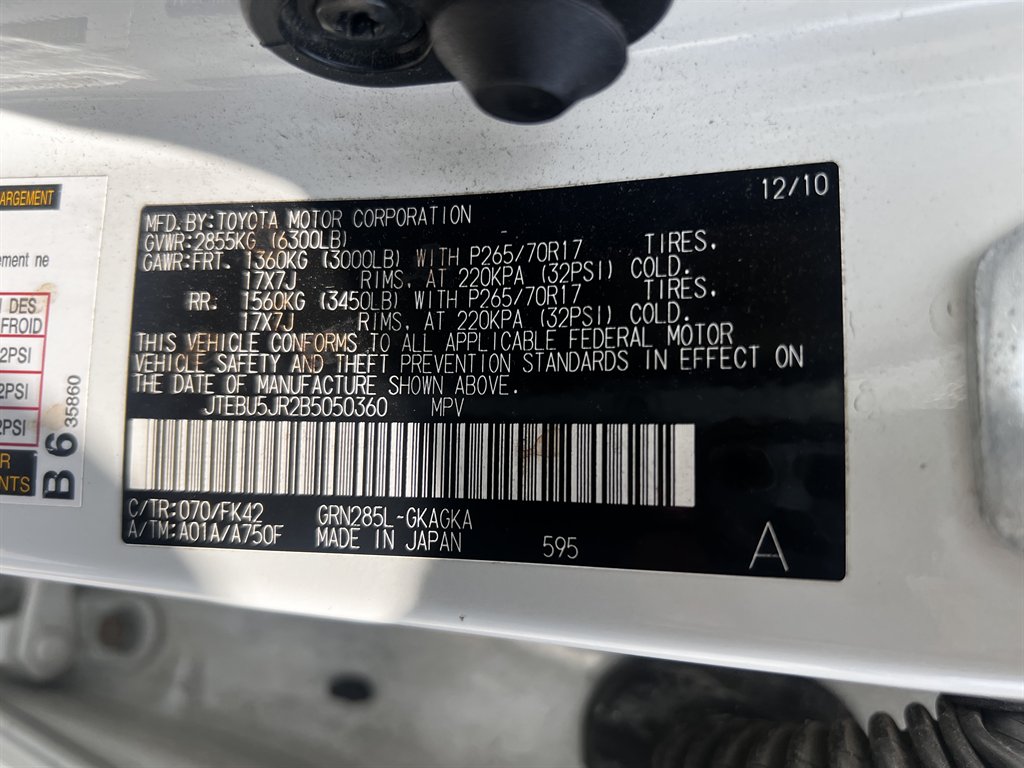 ARGEMENT
ement ne
I DES
FROID
2PSI
2PSI
2PSI
R
NTS
B6
35860
12/10
MFD. BY: TOYOTA MOTOR CORPORATION
GVWR: 2855KG (6300LB)
GAWR: FRT. 1360KG (3000LB) WITH P265/70R17 TIRES,
17X7J RIMS, AT 220KPA (32PSI) COLD.
RR. 1560KG (3450LB) WITH P265/70R17 TIRES,
17X7J RIMS, AT 220KPA (32PSI) COLD.
THIS VEHICLE CONFORMS TO ALL APPLICABLE FEDERAL MOTOR
VEHICLE SAFETY AND THEFT PREVENTION STANDARDS IN EFFECT ON
THE DATE OF MANUFACTURE SHOWN ABOVE.
JTEBU5JR2B5050360 MPV
C/TR: 070/FK42 GRN285L-GKAGKA
A/TM: A01A/A750F MADE IN JAPAN 595
A